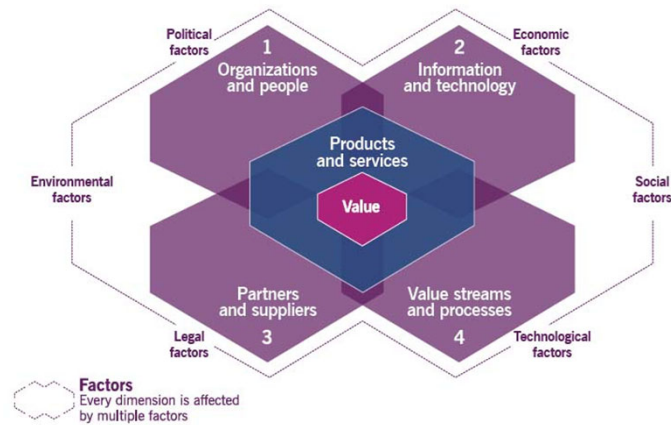 Political
factors
Economic
factors
1
Organizations
and people
2
Information
and technology
Products
and services
Environmental
factors
Value
Social
factors
Partners
and suppliers
3
Value streams
and processes
4
Legal
factors
Technological
factors
Factors
Every dimension is affected
by multiple factors